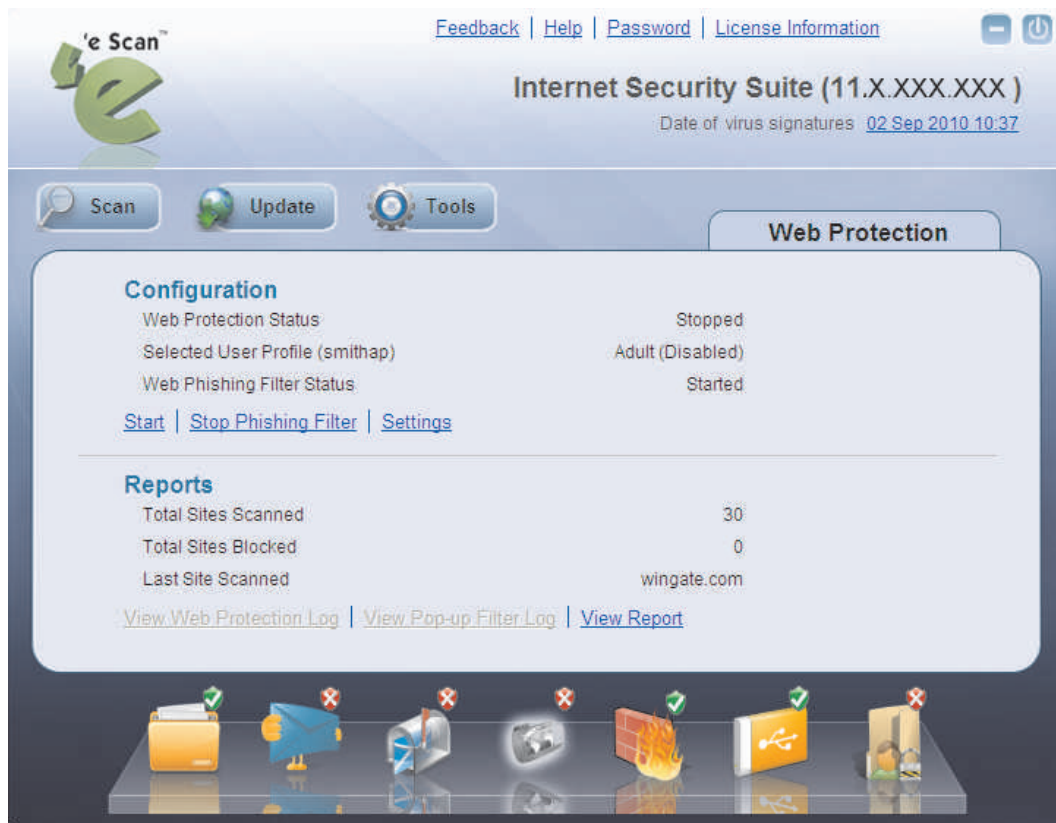 'e Scan™
Feedback | Help | Password | License Information
Internet Security Suite (11.X.XXX.XXX )
Date of virus signatures 02 Sep 2010 10:37
Scan
Update
Tools
Web Protection
Configuration
Web Protection Status Stopped
Selected User Profile (smithap) Adult (Disabled)
Web Phishing Filter Status Started
Start | Stop Phishing Filter | Settings
Reports
Total Sites Scanned 30
Total Sites Blocked 0
Last Site Scanned wingate.com
View Web Protection Log | View Pop-up Filter Log | View Report